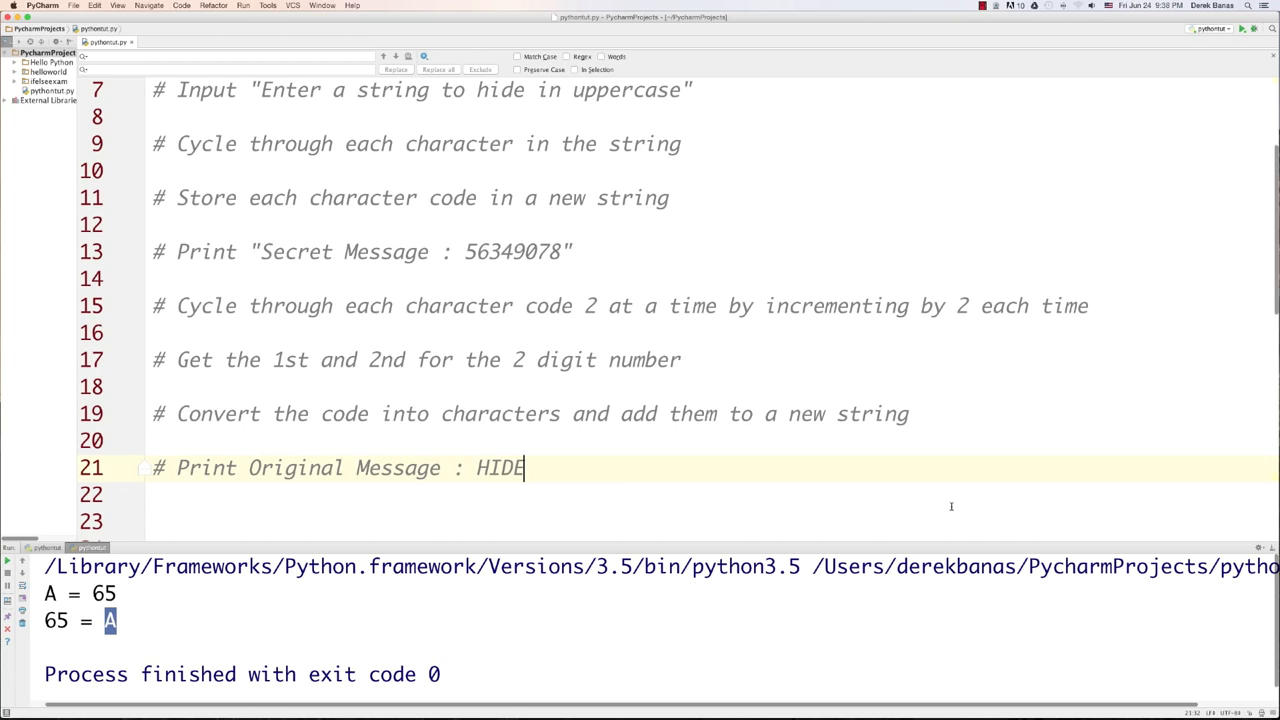 PyCharm File Edit View Navigate Code Refactor Run Tools VCS Window Help Fri Jun 24 9:38 PM Derek Banas
pythontut.py - PycharmProjects - [~/PycharmProjects]
PycharmProjects pythontut.py pythontut
pythontut.py
PycharmProject
Hello Python
helloworld
ifelseexam
pythontut.py
External Librarie
Match Case Regex Words
Replace Replace all Exclude Preserve Case In Selection
7 # Input "Enter a string to hide in uppercase"
8
9 # Cycle through each character in the string
10
11 # Store each character code in a new string
12
13 # Print "Secret Message : 56349078"
14
15 # Cycle through each character code 2 at a time by incrementing by 2 each time
16
17 # Get the 1st and 2nd for the 2 digit number
18
19 # Convert the code into characters and add them to a new string
20
21 # Print Original Message : HIDE
22
23
Run: pythontut pythontut
/Library/Frameworks/Python.framework/Versions/3.5/bin/python3.5 /Users/derekbanas/PycharmProjects/pytho
A = 65
65 = A
Process finished with exit code 0
21:32 LF UTF-8